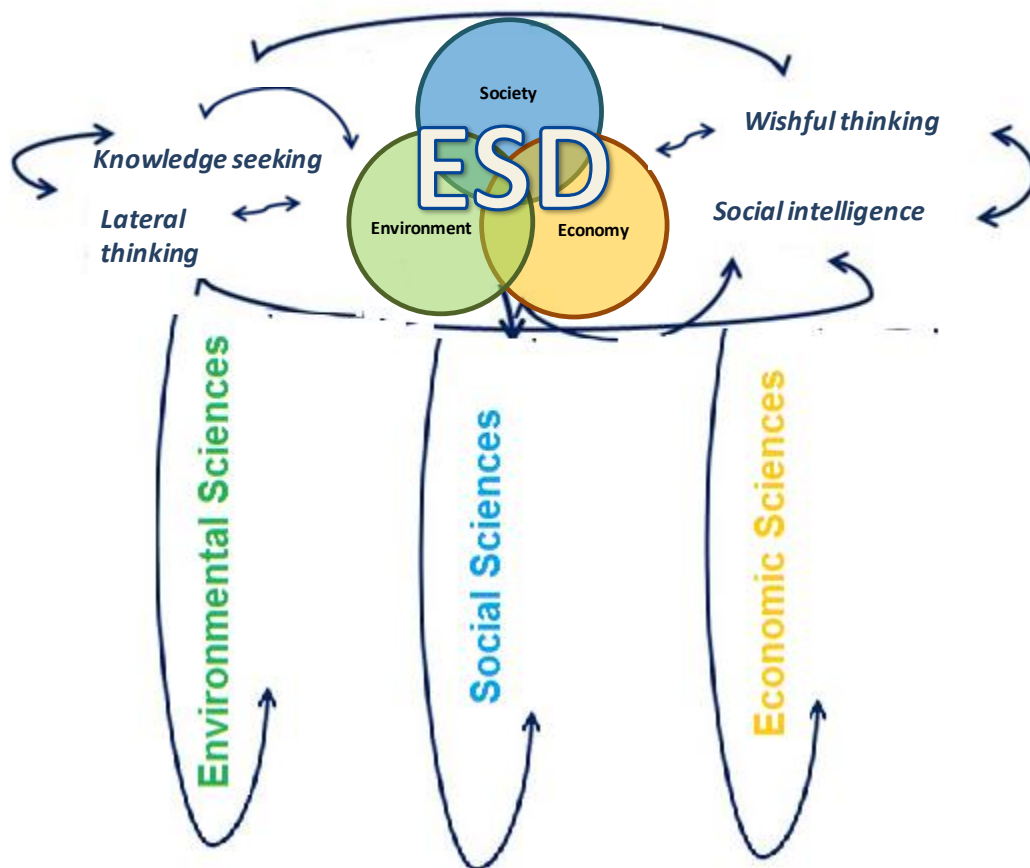 Society
ESD
Environment
Economy
Knowledge seeking
Lateral
thinking
Wishful thinking
Social intelligence
Environmental Sciences
Social Sciences
Economic Sciences